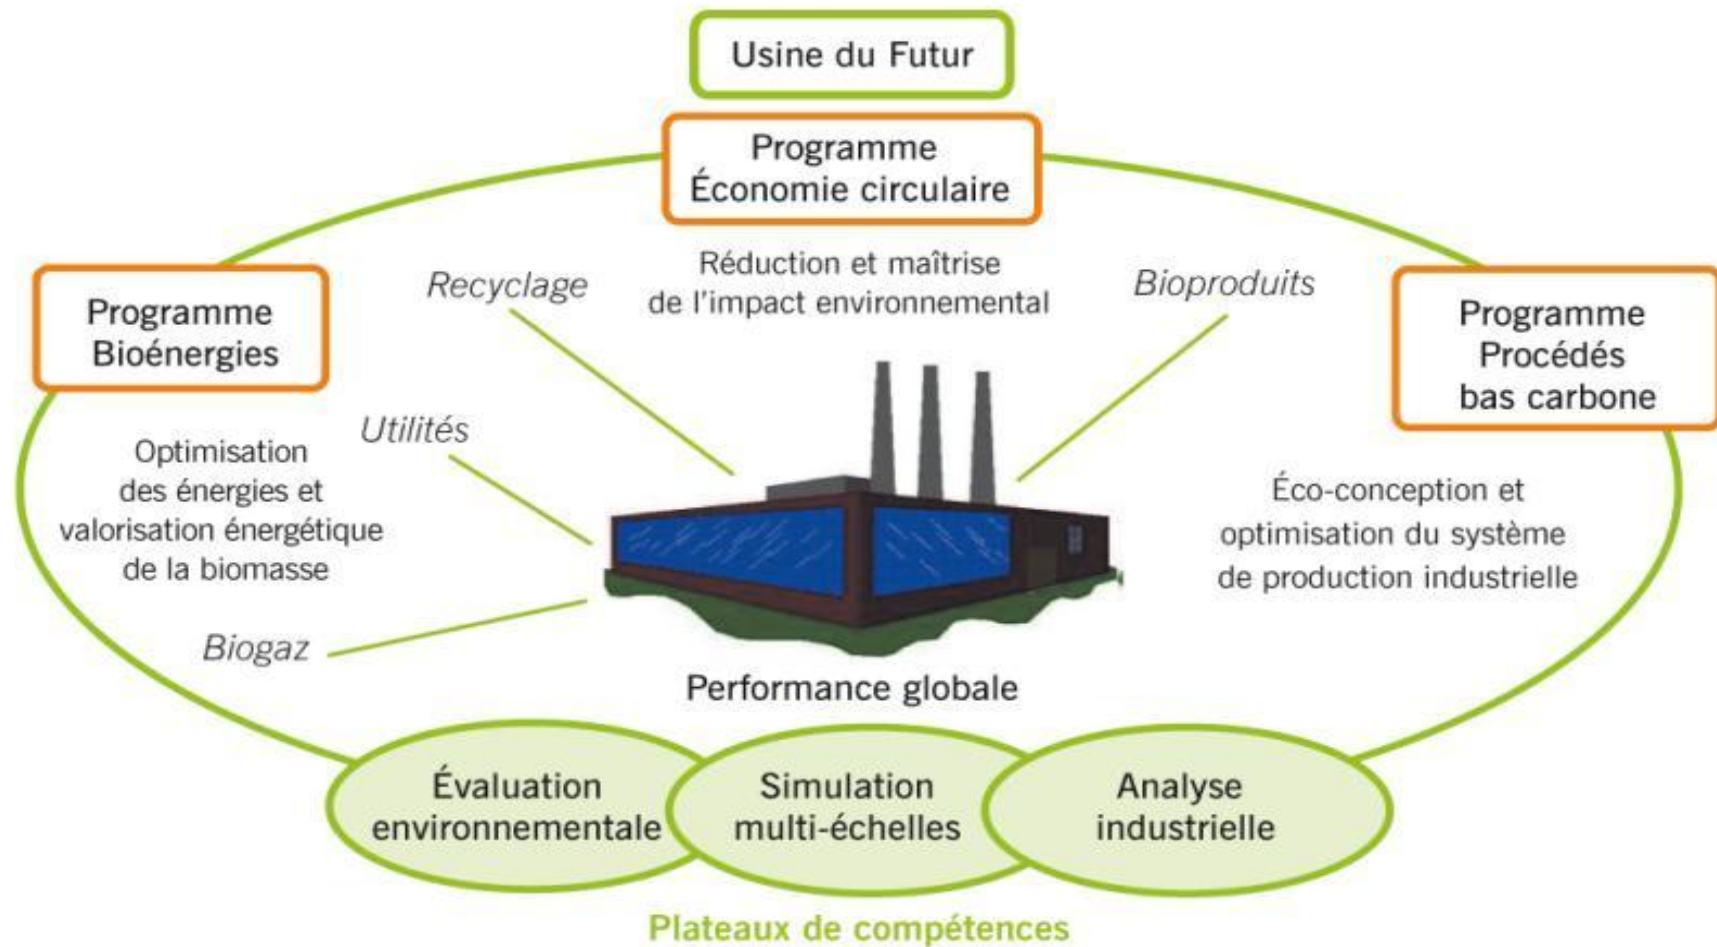 Usine du Futur
Programme
Économie circulaire
Réduction et maîtrise
de l'impact environnemental
Recyclage
Bioproduits
Programme
Bioénergies
Programme
Procédés
bas carbone
Utilités
Optimisation
des énergies et
valorisation énergétique
de la biomasse
Éco-conception et
optimisation du système
de production industrielle
Biogaz
Performance globale
Évaluation
environnementale
Simulation
multi-échelles
Analyse
industrielle
Plateaux de compétences